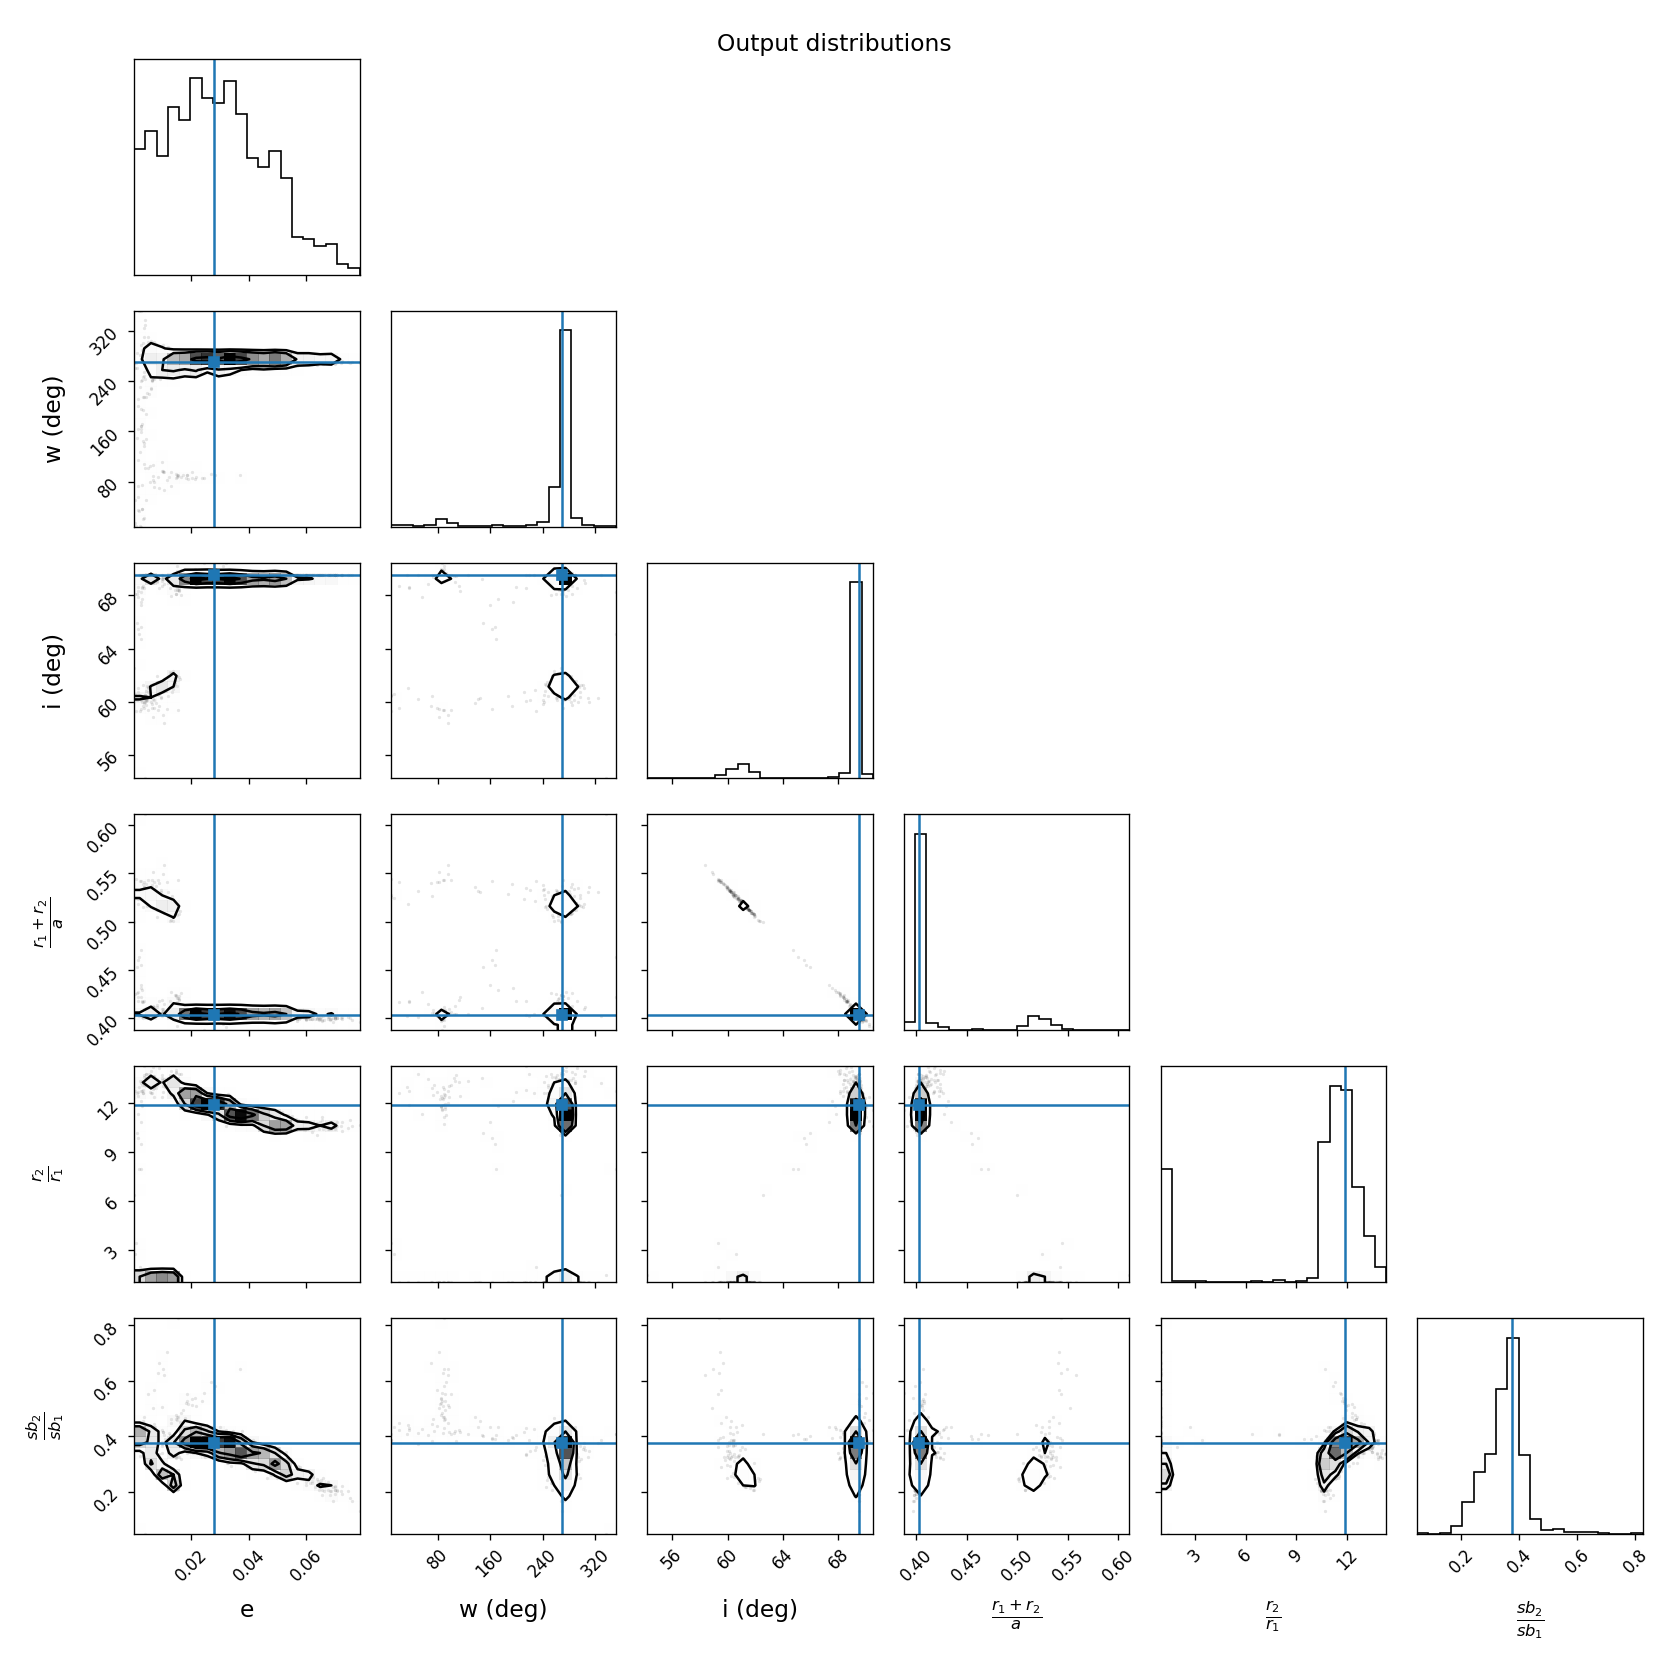 Output distributions
320
240
160
80
w (deg)
68
64
60
56
i (deg)
0.60
0.55
0.50
0.45
0.40
r₁ + r₂
a
12
9
6
3
r₂
r₁
0.8
0.6
0.4
0.2
sb₂
sb₁
0.02 0.04 0.06 80 160 240 320 56 60 64 68 0.40 0.45 0.50 0.55 0.60 3 6 9 12 0.2 0.4 0.6 0.8
e w (deg) i (deg)
r₁ + r₂ r₂ sb₂
a r₁ sb₁